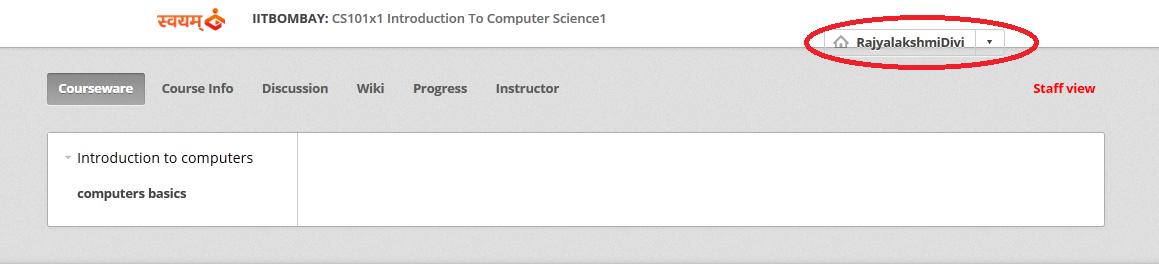 स्वयम् IITBOMBAY: CS101x1 Introduction To Computer Science1
RajyalakshmiDivi
Courseware Course Info Discussion Wiki Progress Instructor Staff view
Introduction to computers
computers basics